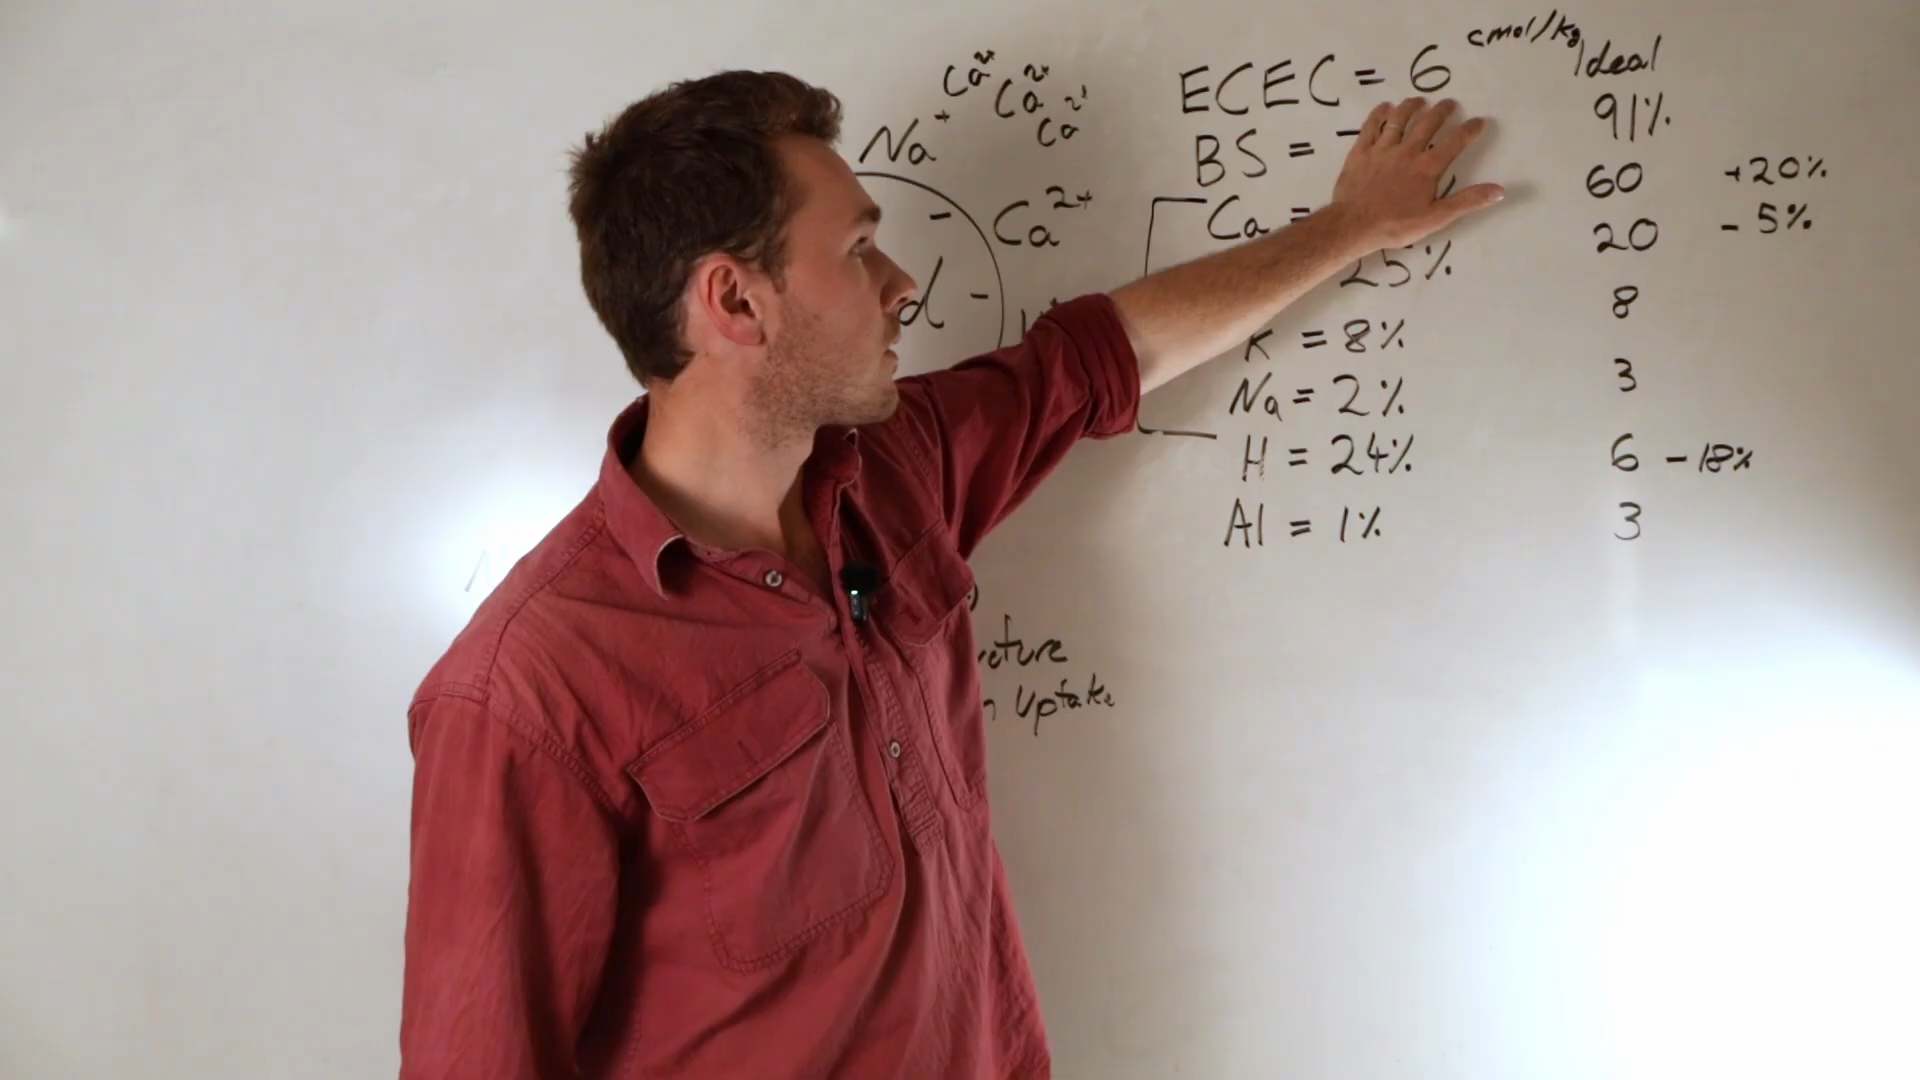 Ca2+ Ca2+ Ca2+
Na+
Ca2+
- d -
ECEC = 6 cmol/kg Ideal
BS = 91%
Ca = 60 +20%
25% 20 - 5%
K = 8% 8
Na = 2% 3
H = 24% 6 - 18%
Al = 1% 3
cture
Uptake